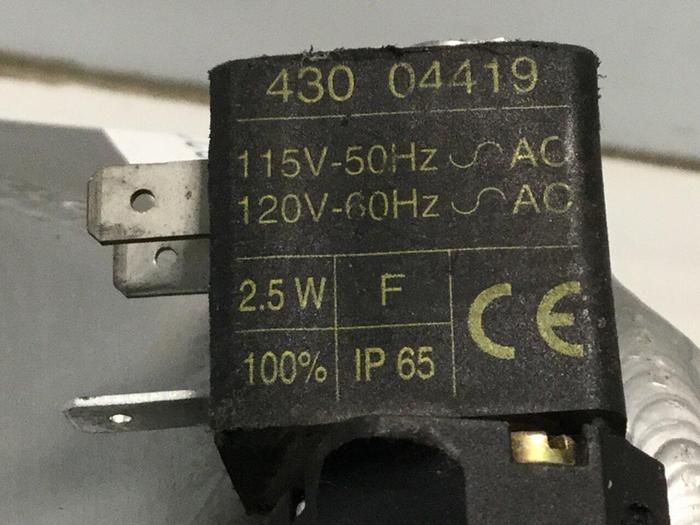 430 04419
115V-50Hz ∿ AC
120V-60Hz ∿ AC
2.5 W F
100% IP 65 CE